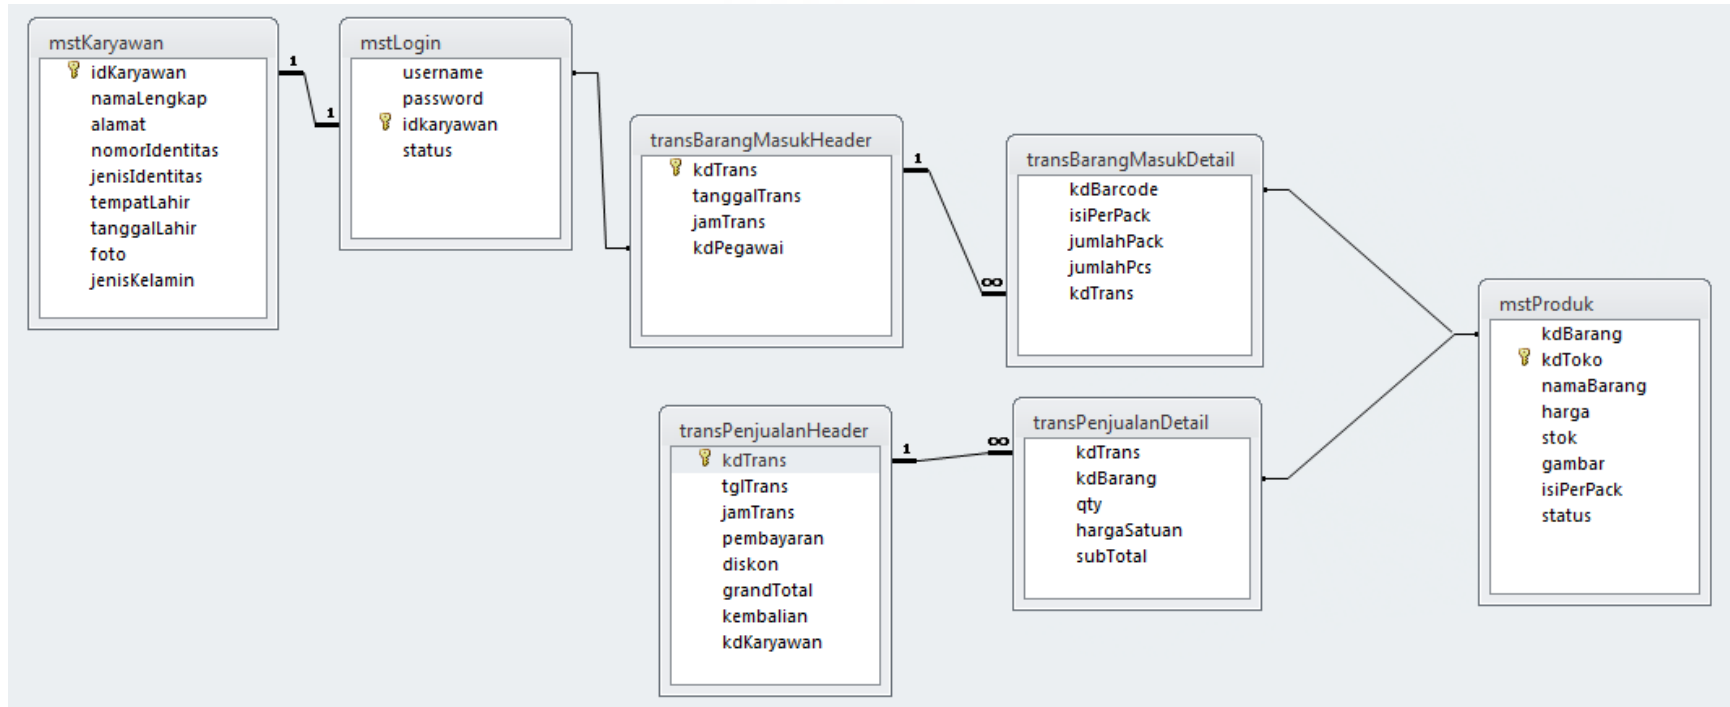 mstKaryawan
idKaryawan
namaLengkap
alamat
nomorIdentitas
jenisIdentitas
tempatLahir
tanggalLahir
foto
jenisKelamin
1
1
mstLogin
username
password
idkaryawan
status
transBarangMasukHeader
kdTrans
tanggalTrans
jamTrans
kdPegawai
1
∞
transBarangMasukDetail
kdBarcode
isiPerPack
jumlahPack
jumlahPcs
kdTrans
mstProduk
kdBarang
kdToko
namaBarang
harga
stok
gambar
isiPerPack
status
transPenjualanHeader
kdTrans
tglTrans
jamTrans
pembayaran
diskon
grandTotal
kembalian
kdKaryawan
1
∞
transPenjualanDetail
kdTrans
kdBarang
qty
hargaSatuan
subTotal